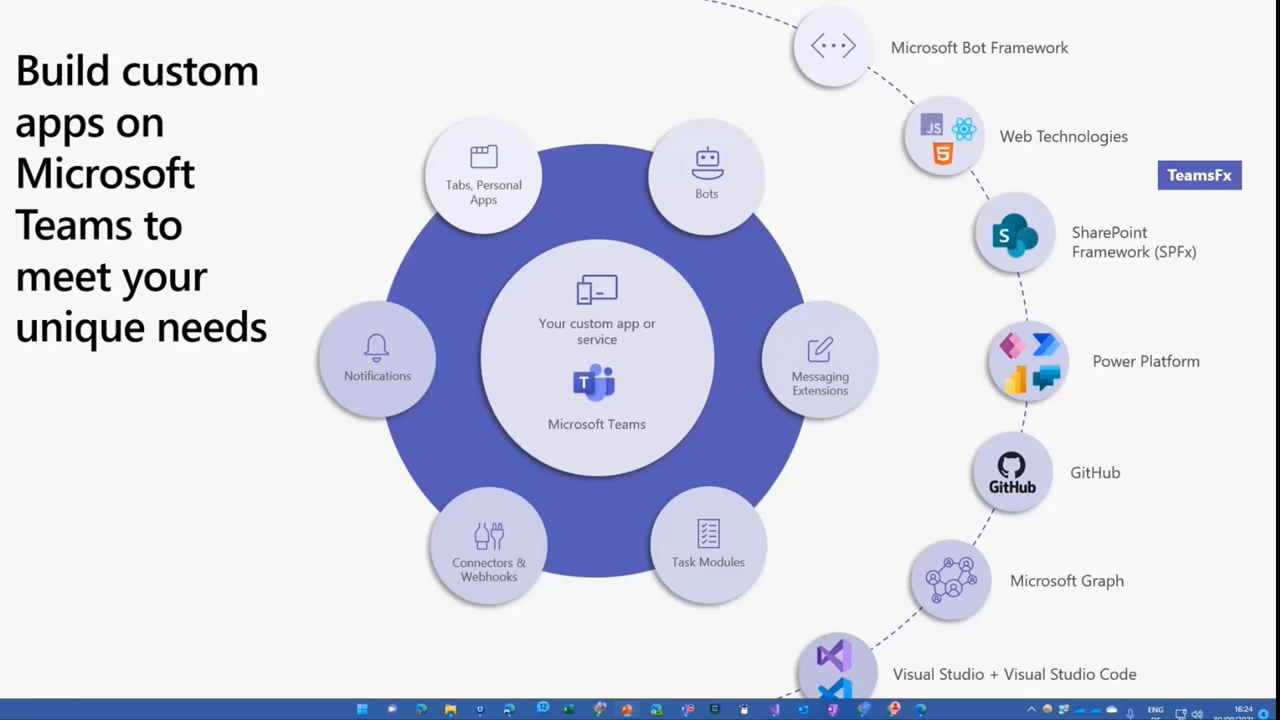 Build custom
apps on
Microsoft
Teams to
meet your
unique needs
Tabs, Personal
Apps
Bots
Notifications
Your custom app or
service
T
Microsoft Teams
Messaging
Extensions
Connectors &
Webhooks
Task Modules
Microsoft Bot Framework
JS
5
Web Technologies
TeamsFx
S
SharePoint
Framework (SPFx)
Power Platform
GitHub
GitHub
Microsoft Graph
Visual Studio + Visual Studio Code
ENG
16:24